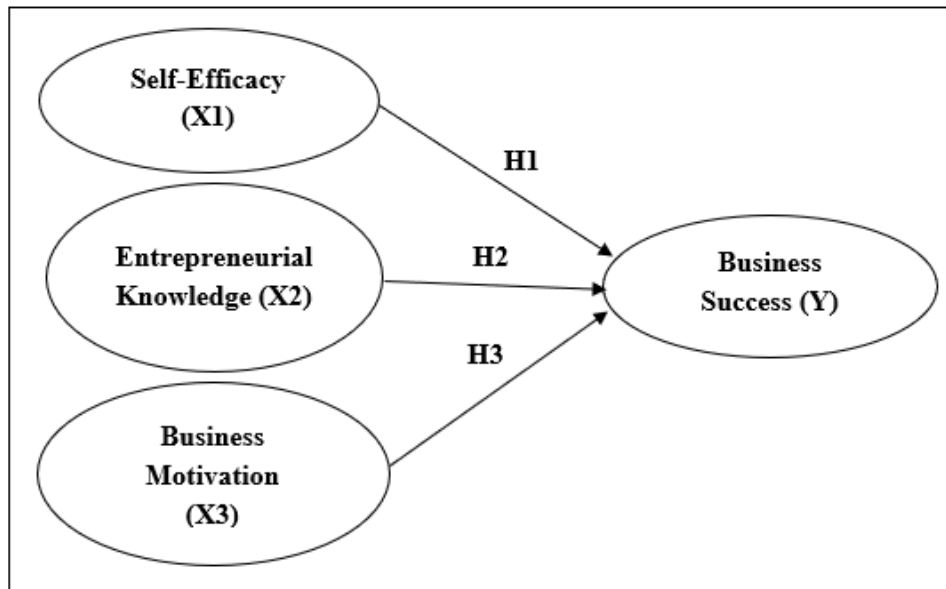 Self-Efficacy
(X1)
H1
Entrepreneurial
Knowledge (X2)
H2
Business
Success (Y)
H3
Business
Motivation
(X3)